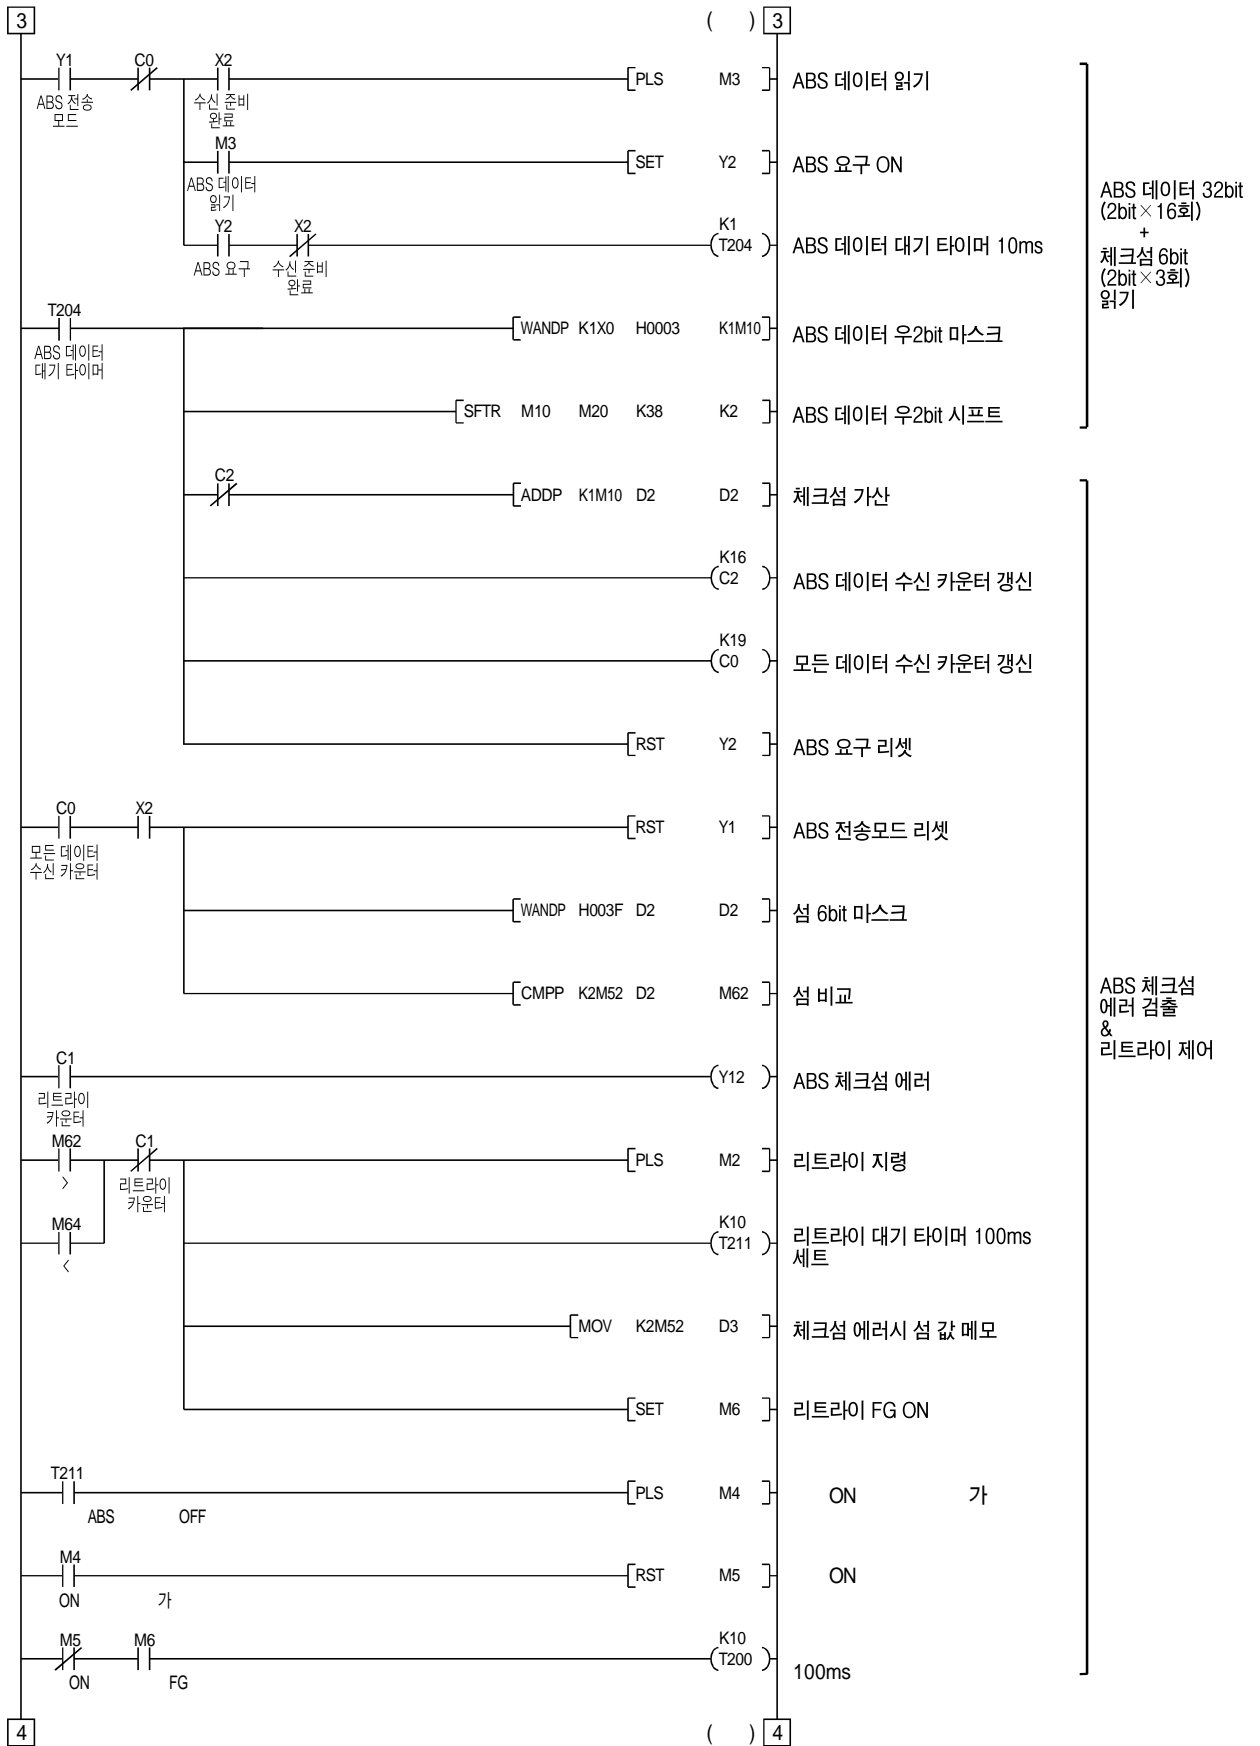 3 ( ) 3
Y1 C0 X2
[PLS M3 ] ABS 데이터 읽기
ABS 전송
모드
수신 준비
완료
M3
[SET Y2 ] ABS 요구 ON
ABS 데이터
읽기
Y2 X2
K1
(T204 ) ABS 데이터 대기 타이머 10ms
ABS 요구
수신 준비
완료
ABS 데이터 32bit
(2bit×16회)
+
체크섬 6bit
(2bit×3회)
읽기
T204
[WANDP K1X0 H0003 K1M10] ABS 데이터 우2bit 마스크
ABS 데이터
대기 타이머
[SFTR M10 M20 K38 K2 ] ABS 데이터 우2bit 시프트
C2
[ADDP K1M10 D2 D2 ] 체크섬 가산
K16
(C2 ) ABS 데이터 수신 카운터 갱신
K19
(C0 ) 모든 데이터 수신 카운터 갱신
[RST Y2 ] ABS 요구 리셋
C0 X2
[RST Y1 ] ABS 전송모드 리셋
모든 데이터
수신 카운터
[WANDP H003F D2 D2 ] 섬 6bit 마스크
[CMPP K2M52 D2 M62 ] 섬 비교
ABS 체크섬
에러 검출
&
리트라이 제어
C1
(Y12 ) ABS 체크섬 에러
리트라이
카운터
M62 C1
[PLS M2 ] 리트라이 지령
>
리트라이
카운터
M64
<
K10
(T211 ) 리트라이 대기 타이머 100ms
세트
[MOV K2M52 D3 ] 체크섬 에러시 섬 값 메모
[SET M6 ] 리트라이 FG ON
T211
[PLS M4 ] ON 가
ABS OFF
M4
[RST M5 ] ON
ON 가
M5 M6
K10
(T200 ) 100ms
ON FG
4 ( ) 4